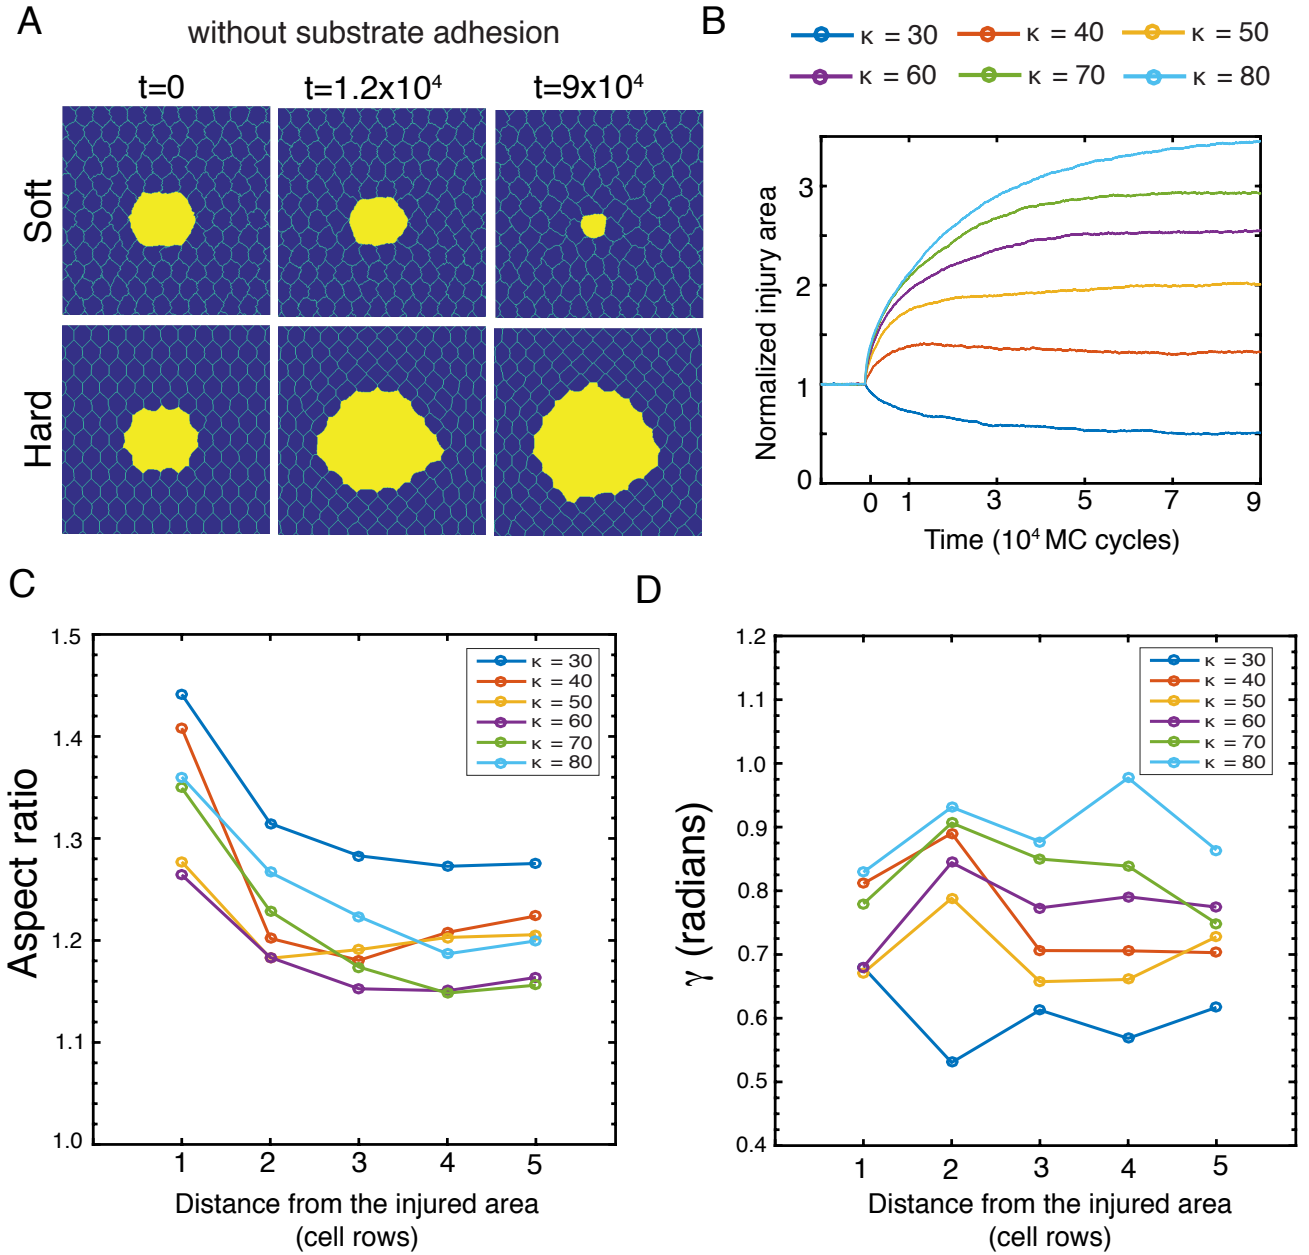 A
without substrate adhesion
t=0
t=1.2x10⁴
t=9x10⁴
Soft
Hard
B
κ = 30
κ = 40
κ = 50
κ = 60
κ = 70
κ = 80
Normalized injury area
3
2
1
0
0 1 3 5 7 9
Time (10⁴ MC cycles)
C
1.5
1.4
1.3
1.2
1.1
1.0
Aspect ratio
κ = 30
κ = 40
κ = 50
κ = 60
κ = 70
κ = 80
1 2 3 4 5
Distance from the injured area
(cell rows)
D
1.2
1.1
1.0
0.9
0.8
0.7
0.6
0.5
0.4
γ (radians)
κ = 30
κ = 40
κ = 50
κ = 60
κ = 70
κ = 80
1 2 3 4 5
Distance from the injured area
(cell rows)